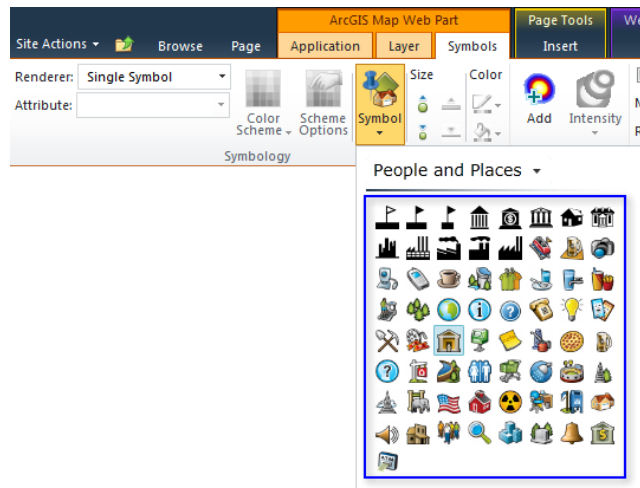 ArcGIS Map Web Part
Page Tools
Site Actions
Browse
Page
Application
Layer
Symbols
Insert
Renderer:
Single Symbol
Attribute:
Color
Scheme
Scheme
Options
Symbol
Size
Color
Add
Intensity
Symbology
People and Places